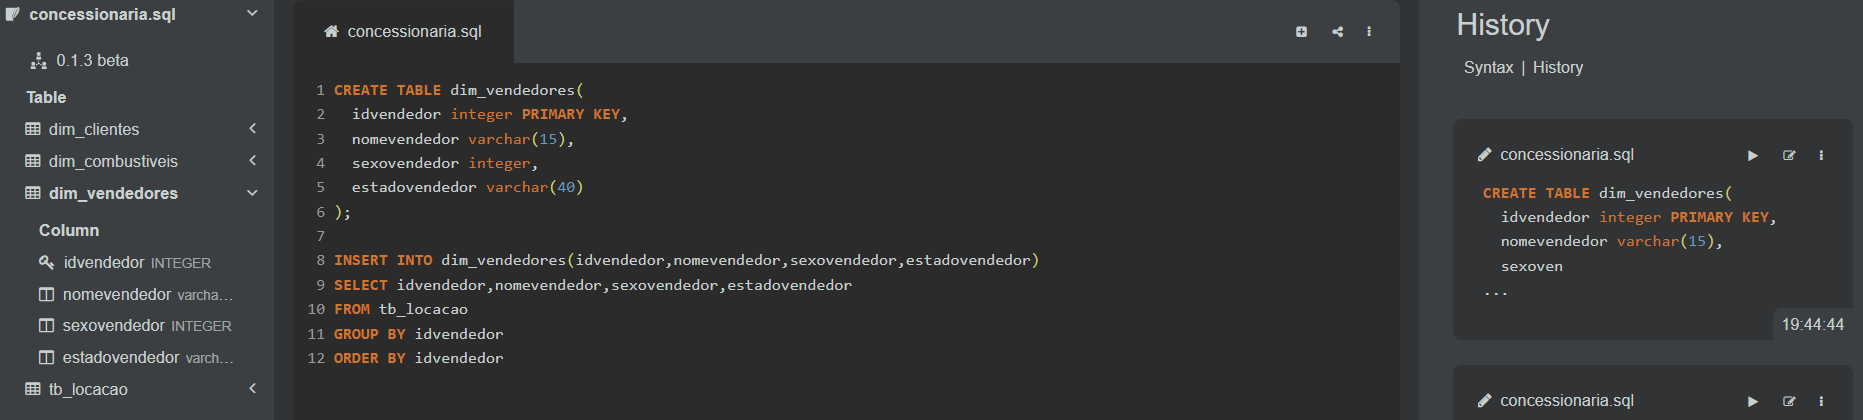 concessionaria.sql
0.1.3 beta
Table
dim_clientes
dim_combustiveis
dim_vendedores
Column
idvendedor INTEGER
nomevendedor varcha...
sexovendedor INTEGER
estadovendedor varch...
tb_locacao
concessionaria.sql
1 CREATE TABLE dim_vendedores(
2 idvendedor integer PRIMARY KEY,
3 nomevendedor varchar(15),
4 sexovendedor integer,
5 estadovendedor varchar(40)
6 );
7
8 INSERT INTO dim_vendedores(idvendedor,nomevendedor,sexovendedor,estadovendedor)
9 SELECT idvendedor,nomevendedor,sexovendedor,estadovendedor
10 FROM tb_locacao
11 GROUP BY idvendedor
12 ORDER BY idvendedor
History
Syntax | History
concessionaria.sql
CREATE TABLE dim_vendedores(
idvendedor integer PRIMARY KEY,
nomevendedor varchar(15),
sexoven
...
19:44:44
concessionaria.sql